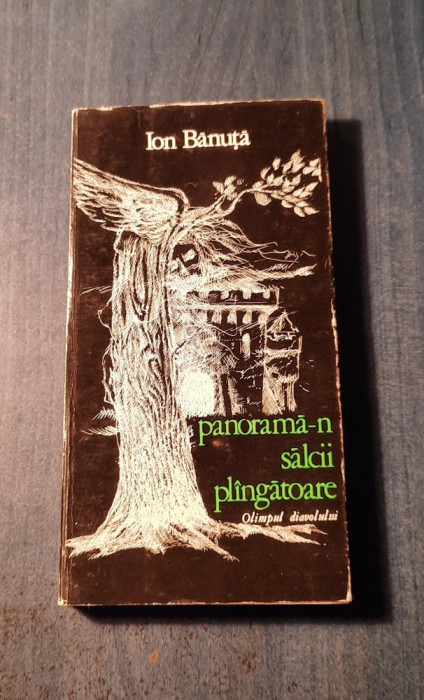 Ion Bănuță
panoramă-n
sălcii
plîngătoare
Olimpul diavolului